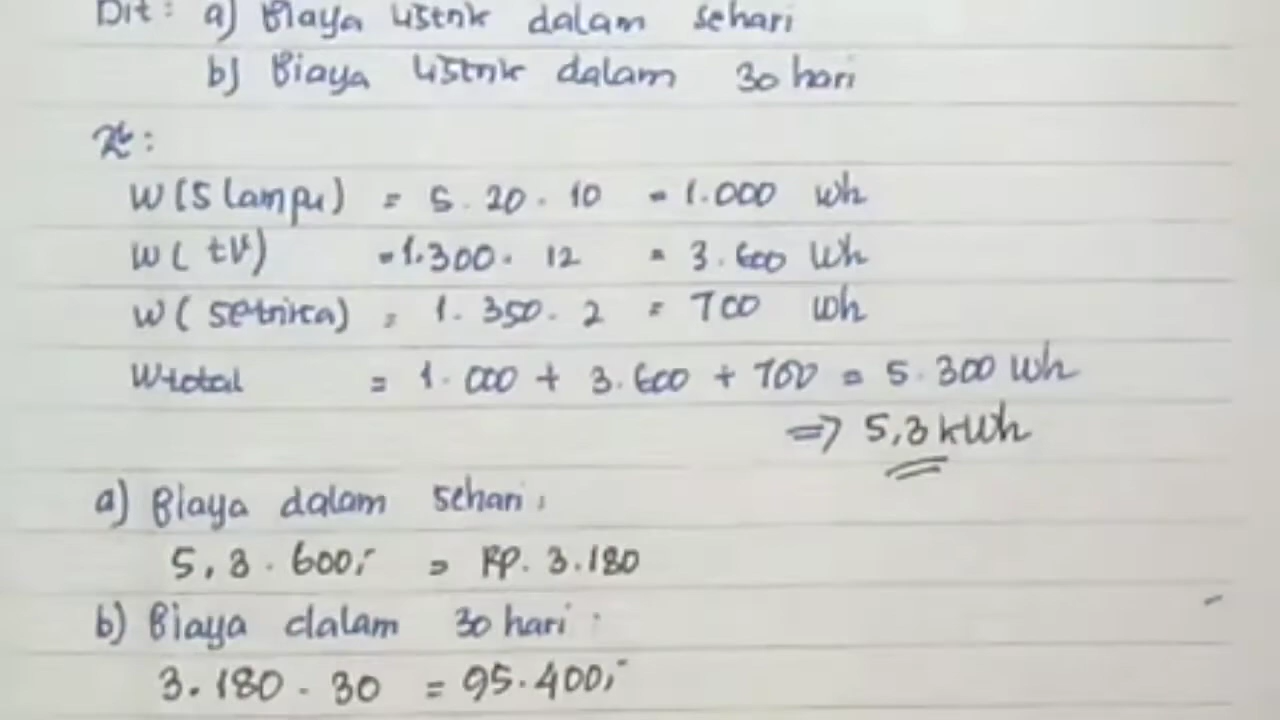 Dit : a) Biaya listrik dalam sehari
b) Biaya listrik dalam 30 hari
W (5 lampu) = 5 . 20 . 10 = 1.000 Wh
W ( tv) = 1.300 . 12 = 3.600 Wh
W ( setrika) = 1 . 350 . 2 = 700 Wh
Wtotal = 1.000 + 3.600 + 700 = 5.300 Wh
=> 5,3 kWh
a) Biaya dalam sehari :
5,3 . 600,- = Rp. 3.180
b) Biaya dalam 30 hari :
3.180 . 30 = 95.400,-